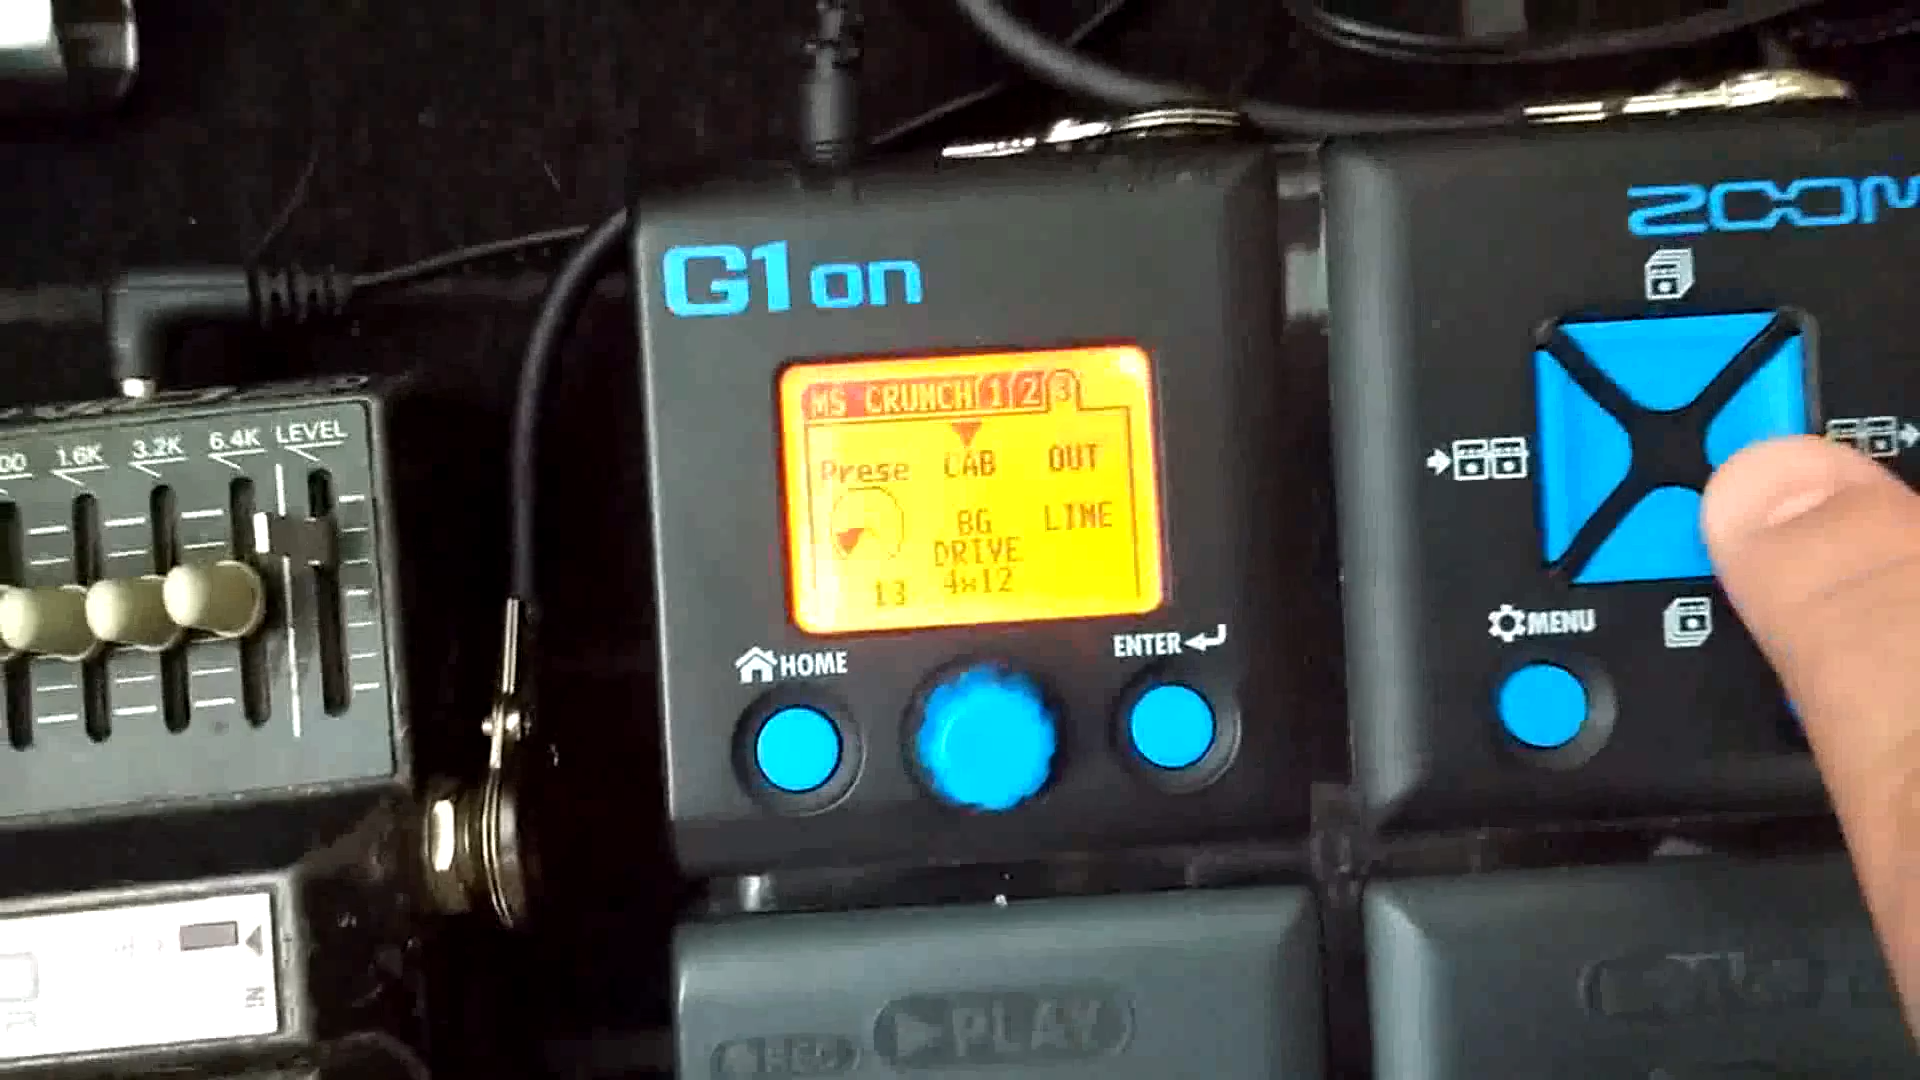 ZOOM
G1on
MS CRUNCH 1 2 3
Prese CAB OUT
BG LINE
DRIVE
13 4x12
1.6K 3.2K 6.4K LEVEL
HOME ENTER
MENU
PLAY
IN